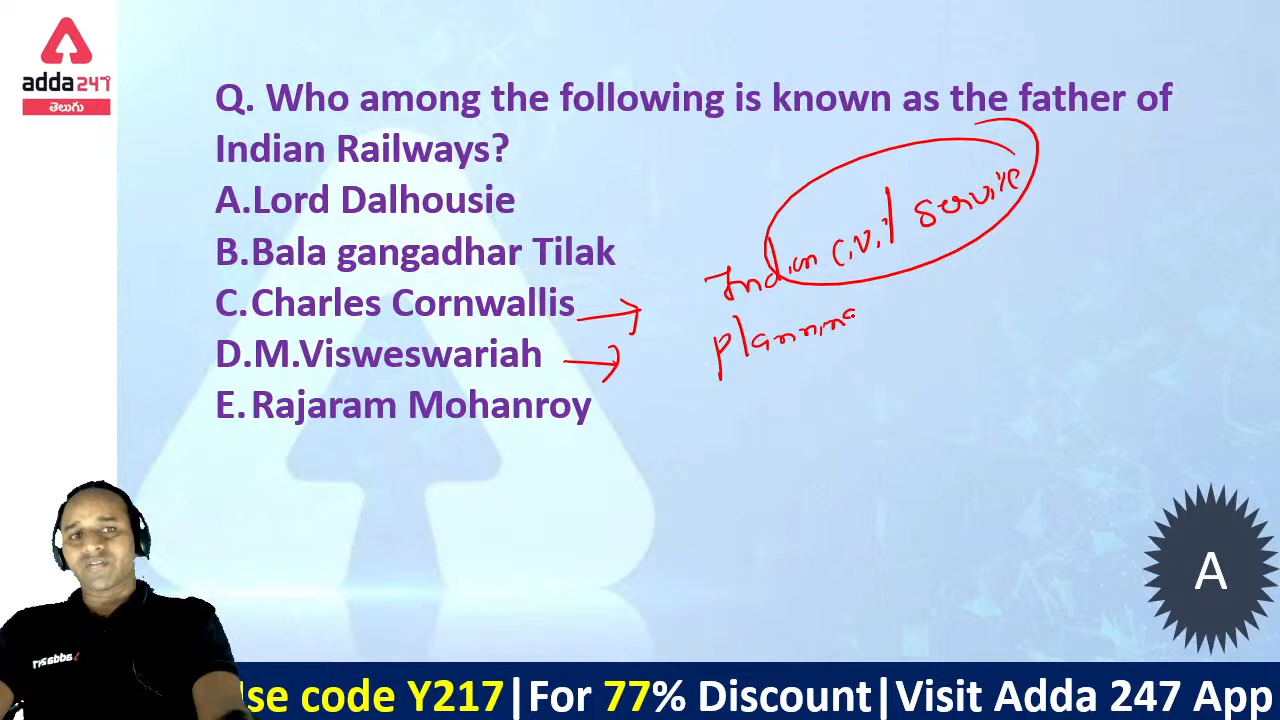 adda247
తెలుగు
Q. Who among the following is known as the father of
Indian Railways?
A.Lord Dalhousie
B.Bala gangadhar Tilak
C.Charles Cornwallis
D.M.Visweswariah
E.Rajaram Mohanroy
Indian Civil Service
planning
A
Use code Y217|For 77% Discount|Visit Adda 247 App